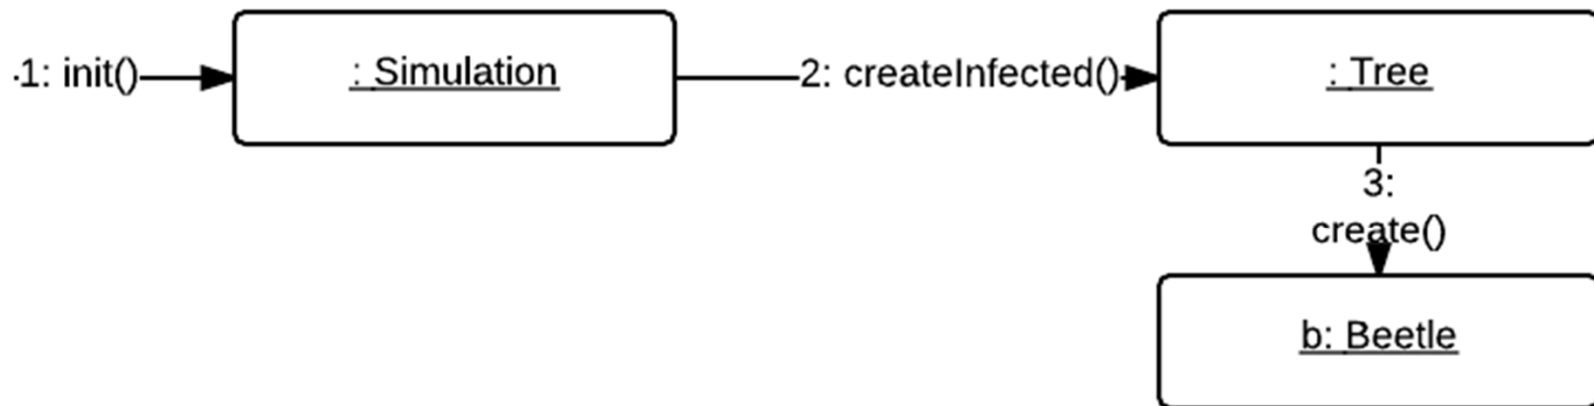 1: init()
: Simulation
2: createInfected()
: Tree
3:
create()
b: Beetle